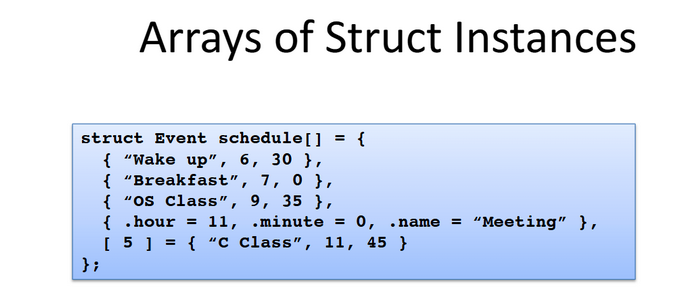 Arrays of Struct Instances
struct Event schedule[] = {
{ “Wake up”, 6, 30 },
{ “Breakfast”, 7, 0 },
{ “OS Class”, 9, 35 },
{ .hour = 11, .minute = 0, .name = “Meeting” },
[ 5 ] = { “C Class”, 11, 45 }
};